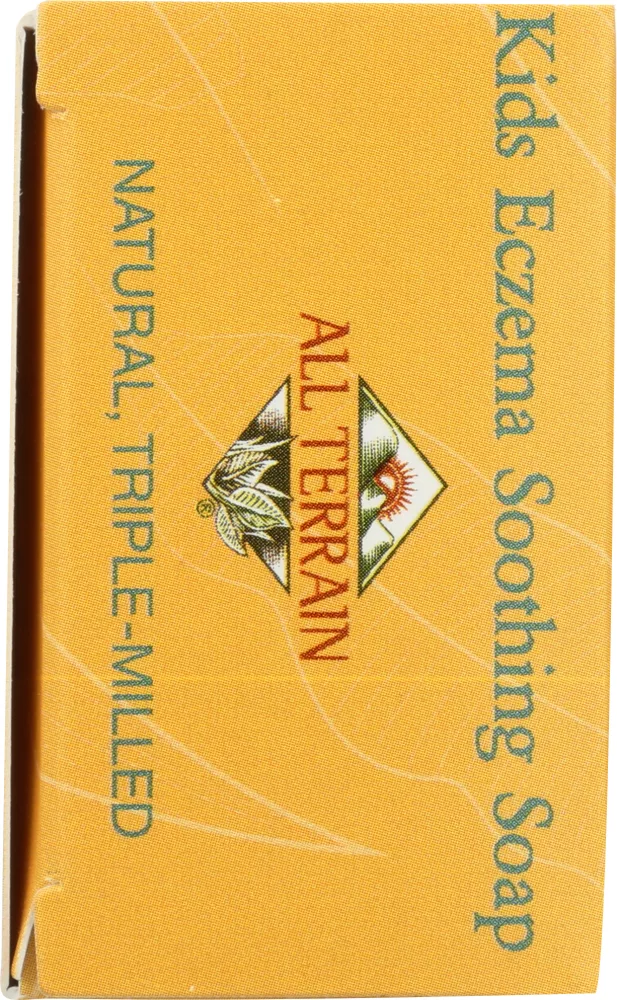 Kids Eczema Soothing Soap
ALL TERRAIN
®
NATURAL, TRIPLE-MILLED